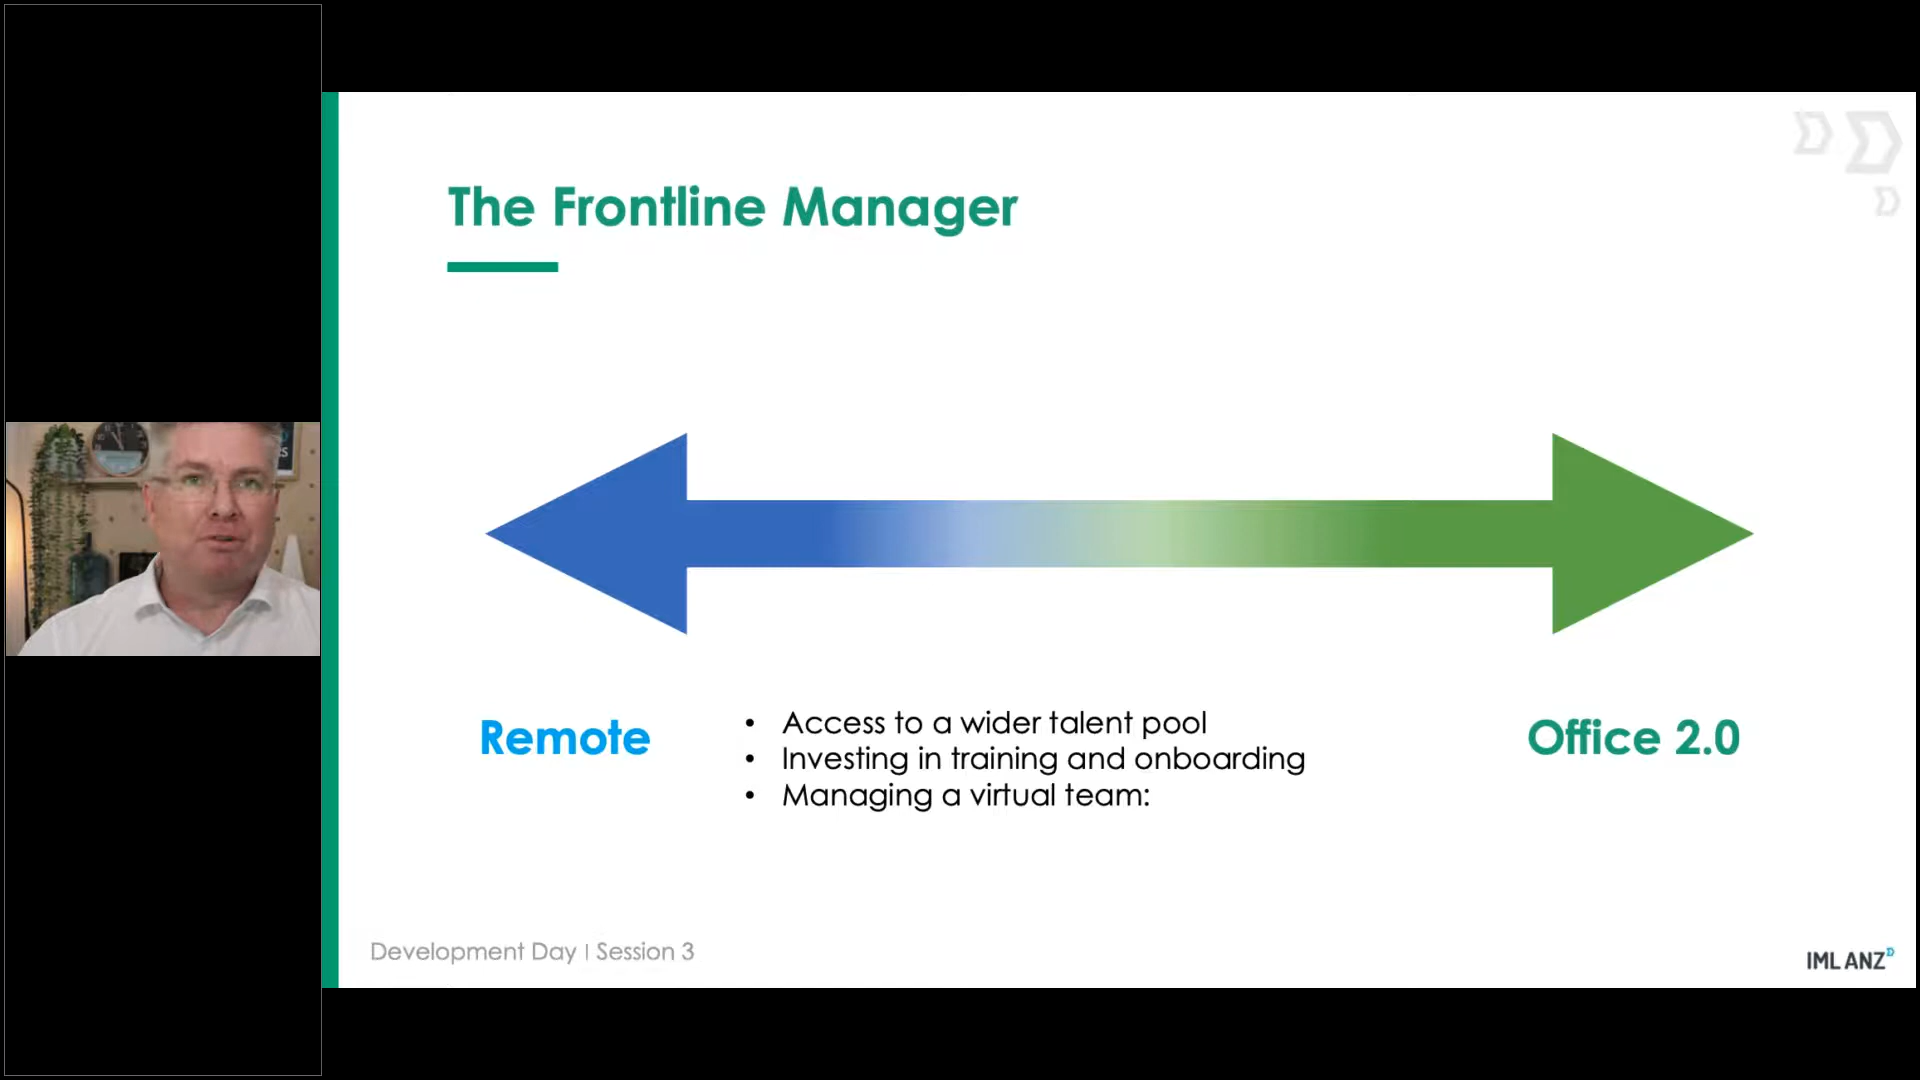 The Frontline Manager
Remote
• Access to a wider talent pool
• Investing in training and onboarding
• Managing a virtual team:
Office 2.0
Development Day | Session 3
IML ANZ